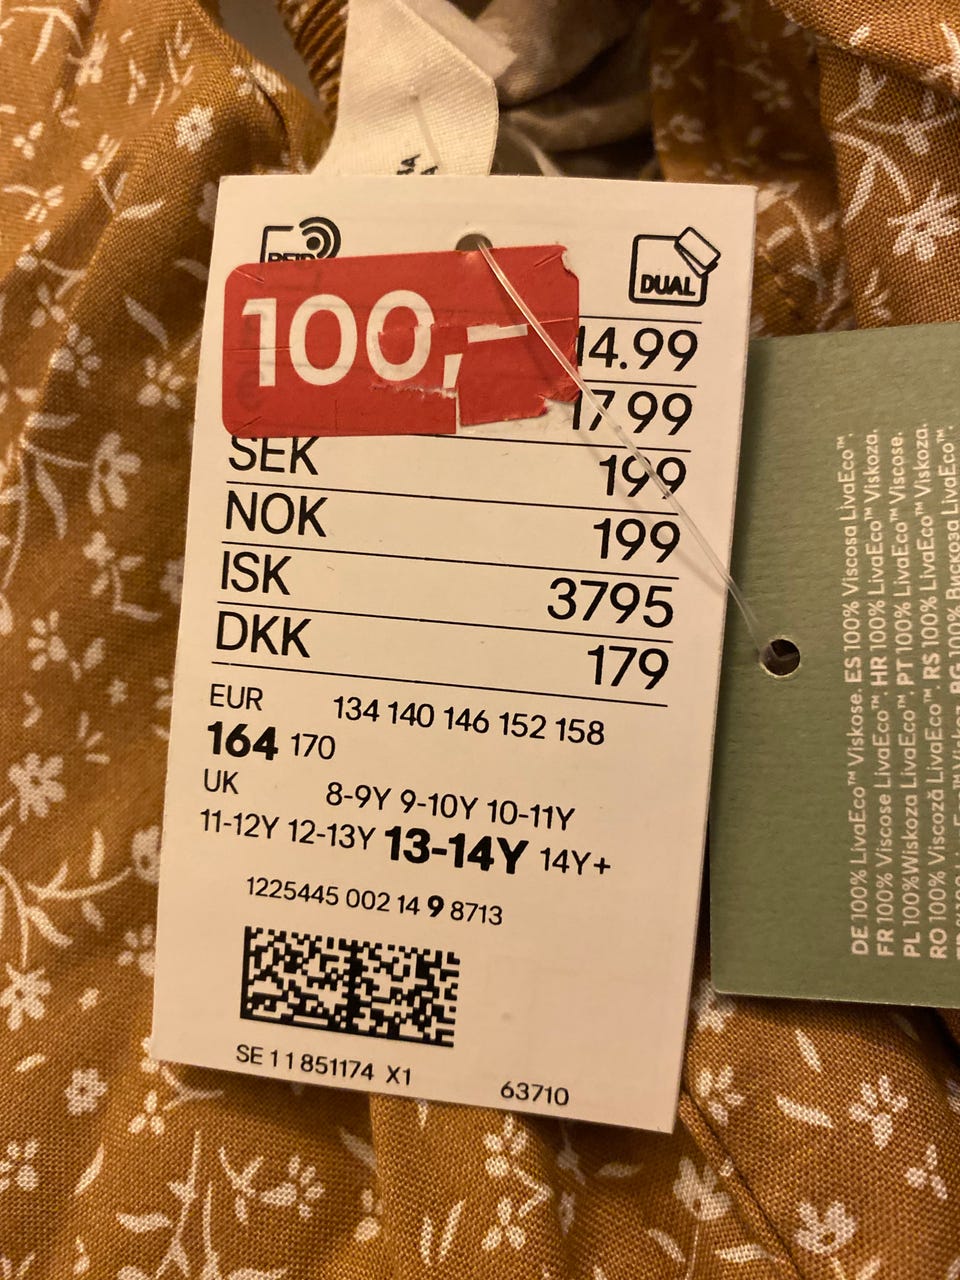 RFID
DUAL
100,-
14.99
17.99
SEK 199
NOK 199
ISK 3795
DKK 179
EUR 134 140 146 152 158
164 170
UK 8-9Y 9-10Y 10-11Y
11-12Y 12-13Y 13-14Y 14Y+
1225445 002 14 9 8713
SE 1 1 851174 X1
63710
DE 100% LivaEco™ Viskose. ES 100% Viscosa LivaEco™.
FR 100% Viscose LivaEco™. HR 100% LivaEco™ Viskoza.
PL 100% Wiskoza LivaEco™. PT 100% LivaEco™ Viscose.
RO 100% Viscoză LivaEco™. RS 100% LivaEco™ Viskoza.